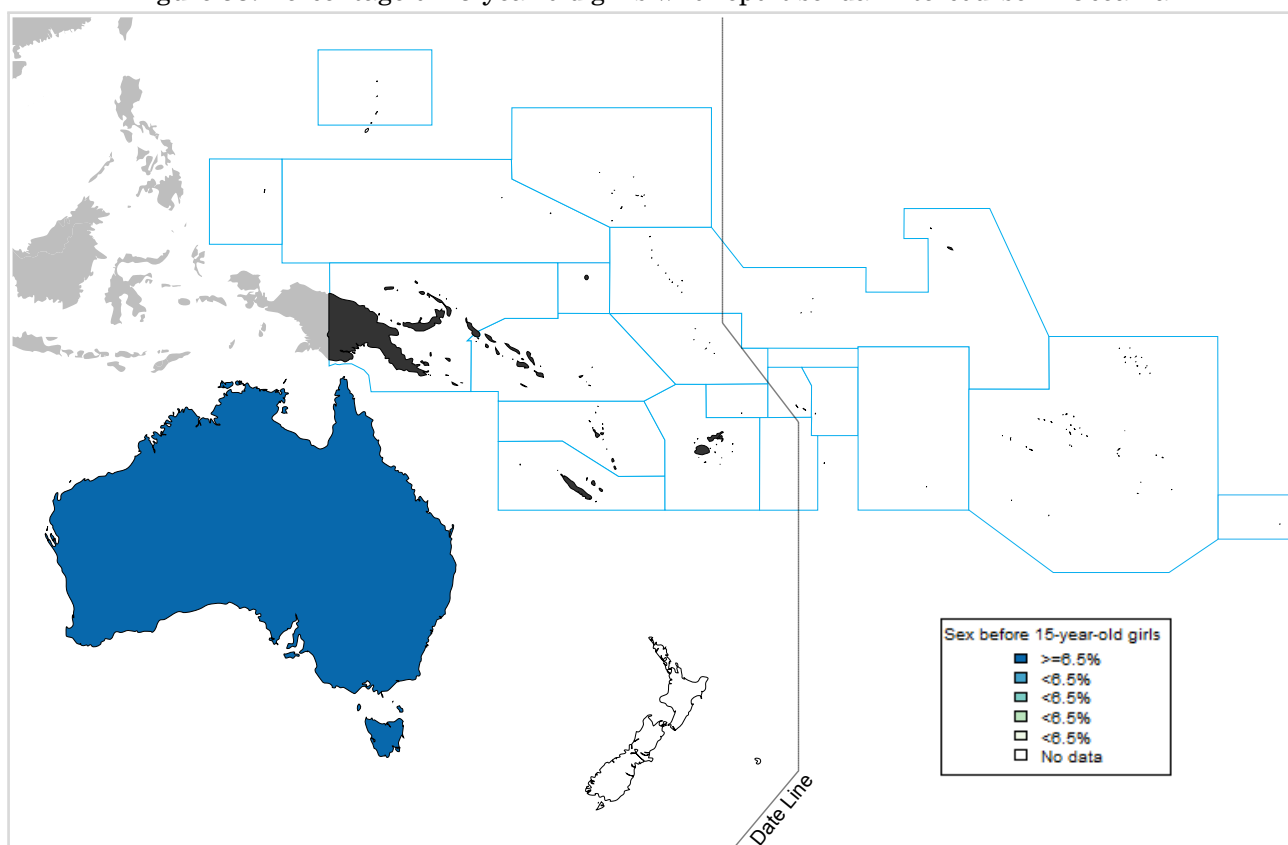 Sex before 15-year-old girls
>=6.5%
<6.5%
<6.5%
<6.5%
<6.5%
No data
Date Line